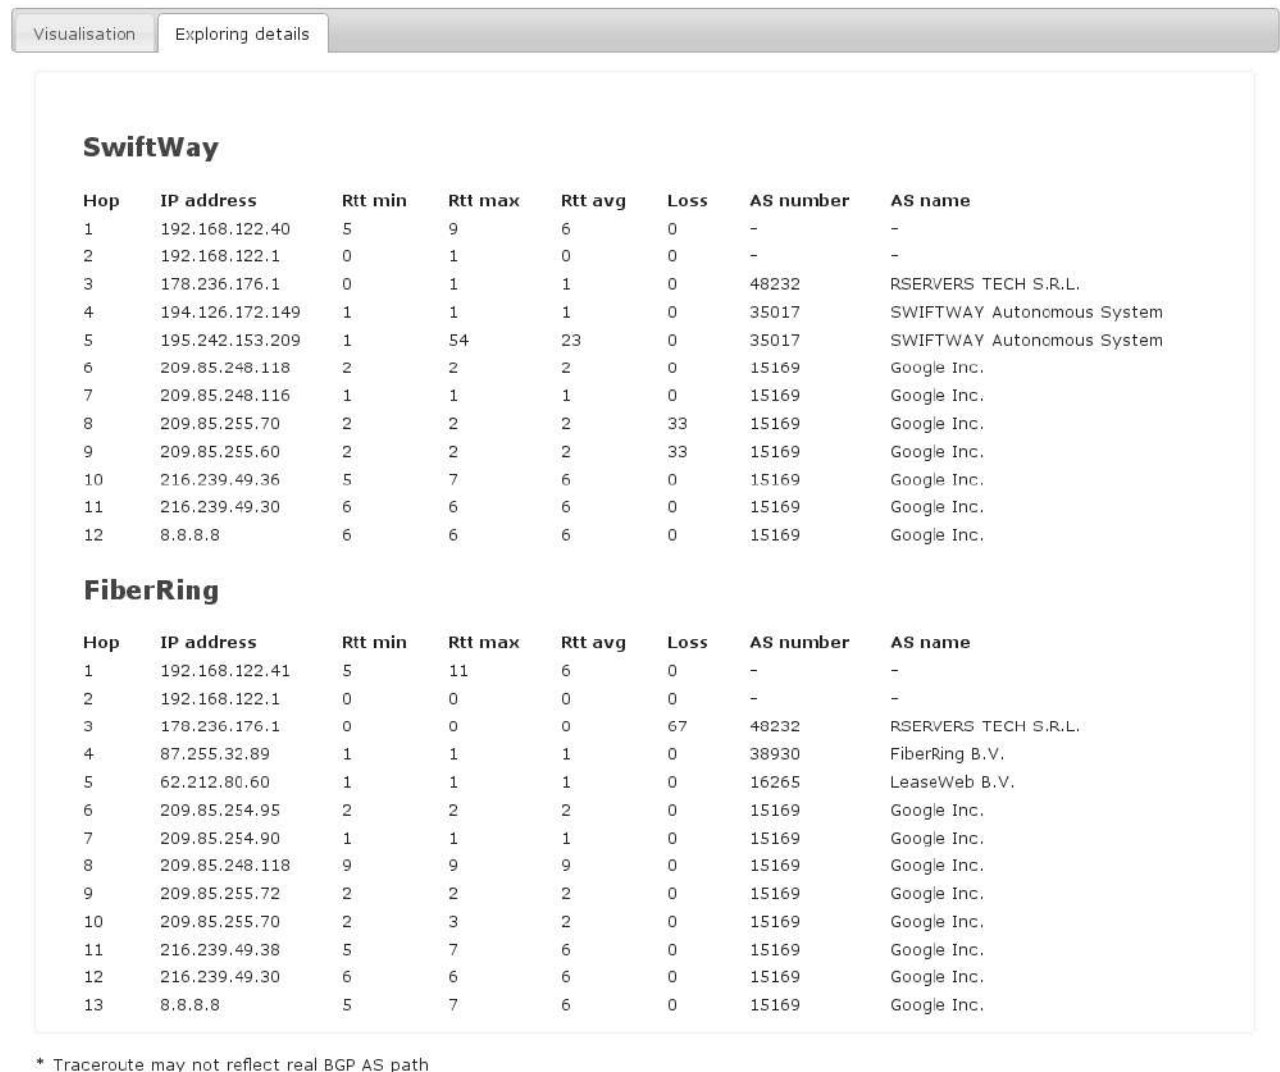 Visualisation Exploring details
SwiftWay
Hop IP address Rtt min Rtt max Rtt avg Loss AS number AS name
1 192.168.122.40 5 9 6 0 - -
2 192.168.122.1 0 1 0 0 - -
3 178.236.176.1 0 1 1 0 48232 RSERVERS TECH S.R.L.
4 194.126.172.149 1 1 1 0 35017 SWIFTWAY Autonomous System
5 195.242.153.209 1 54 23 0 35017 SWIFTWAY Autonomous System
6 209.85.248.118 2 2 2 0 15169 Google Inc.
7 209.85.248.116 1 1 1 0 15169 Google Inc.
8 209.85.255.70 2 2 2 33 15169 Google Inc.
9 209.85.255.60 2 2 2 33 15169 Google Inc.
10 216.239.49.36 5 7 6 0 15169 Google Inc.
11 216.239.49.30 6 6 6 0 15169 Google Inc.
12 8.8.8.8 6 6 6 0 15169 Google Inc.
FiberRing
Hop IP address Rtt min Rtt max Rtt avg Loss AS number AS name
1 192.168.122.41 5 11 6 0 - -
2 192.168.122.1 0 0 0 0 - -
3 178.236.176.1 0 0 0 67 48232 RSERVERS TECH S.R.L.
4 87.255.32.89 1 1 1 0 38930 FiberRing B.V.
5 62.212.80.60 1 1 1 0 16265 LeaseWeb B.V.
6 209.85.254.95 2 2 2 0 15169 Google Inc.
7 209.85.254.90 1 1 1 0 15169 Google Inc.
8 209.85.248.118 9 9 9 0 15169 Google Inc.
9 209.85.255.72 2 2 2 0 15169 Google Inc.
10 209.85.255.70 2 3 2 0 15169 Google Inc.
11 216.239.49.38 5 7 6 0 15169 Google Inc.
12 216.239.49.30 6 6 6 0 15169 Google Inc.
13 8.8.8.8 5 7 6 0 15169 Google Inc.
* Traceroute may not reflect real BGP AS path